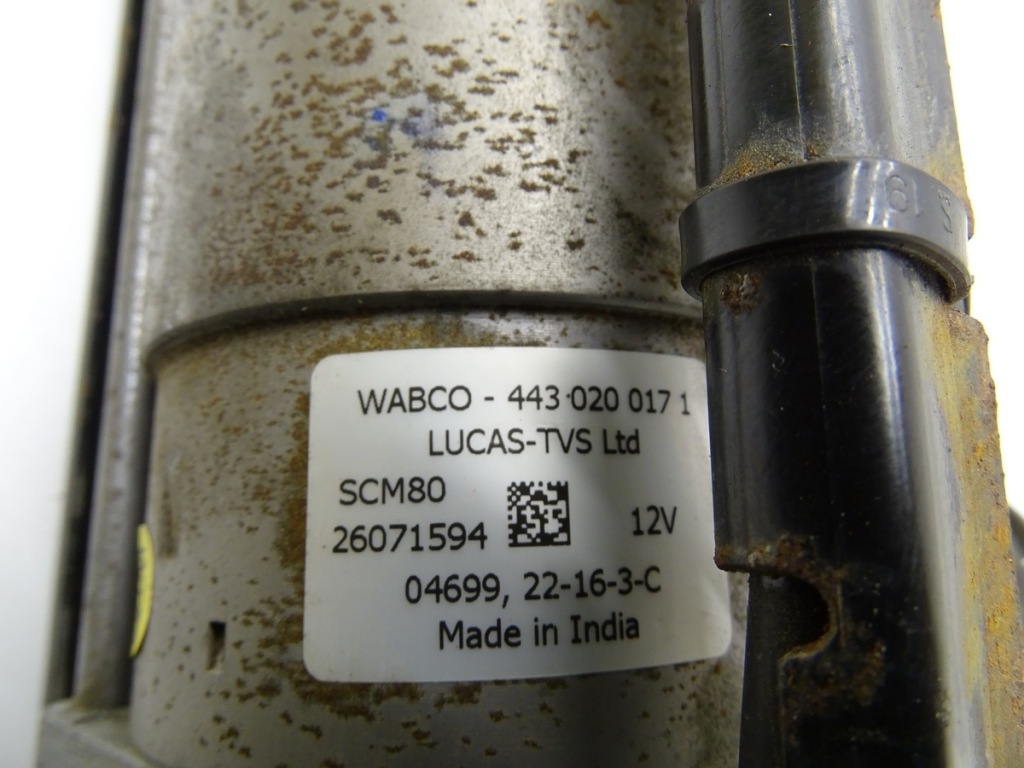 WABCO - 443 020 017 1
LUCAS-TVS Ltd
SCM80
26071594
12V
04699, 22-16-3-C
Made in India